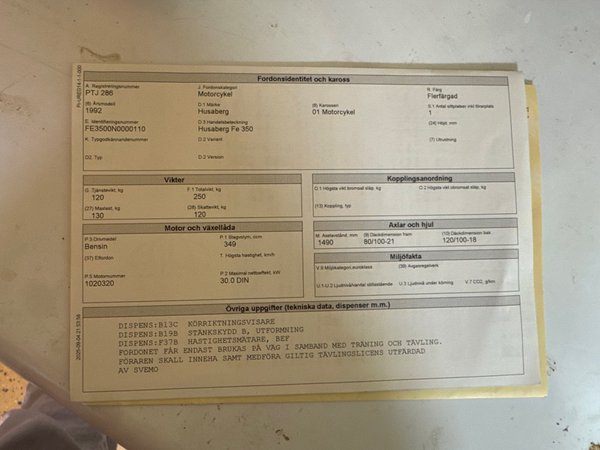 Fordonsidentitet och kaross
A. Registreringsnummer
PTJ 286
J. Fordonskategori
Motorcykel
R. Färg
Flerfärgad
(B) Årsmodell
1992
D.1 Märke
Husaberg
(9) Karosseri
01 Motorcykel
S.1 Antal sittplatser inkl förarplats
1
E. Identifieringsnummer
FE3500N0000110
D.3 Handelsbeteckning
Husaberg Fe 350
(24) Höjd, mm
K. Typgodkännandenummer
D.2 Variant
(7) Utrustning
D2. Typ
D.2 Version
Vikter
G. Tjänstevikt, kg
120
F.1 Totalvikt, kg
250
(27) Maxlast, kg
130
(28) Skattevikt, kg
120
Kopplingsanordning
O.1 Högsta vikt bromsat släp, kg
O.2 Högsta vikt obromsat släp, kg
(13) Koppling, typ
Motor och växellåda
P.3 Drivmedel
Bensin
P.1 Slagvolym, ccm
349
(37) Elfordon
T. Högsta hastighet, km/h
P.5 Motornummer
1020320
P.2 Maximal nettoeffekt, kW
30.0 DIN
Axlar och hjul
M. Axelavstånd, mm
1490
(9) Däckdimension fram
80/100-21
(10) Däckdimension bak
120/100-18
Miljöfakta
V.9 Miljökategori,euroklass
(39) Avgasregelverk
U.1-U.2 Ljudnivå/varvtal stillastående
U.3 Ljudnivå under körning
V.7 CO2, g/km
Övriga uppgifter (tekniska data, dispenser m.m.)
DISPENS:B13C KÖRRIKTNINGSVISARE
DISPENS:B19B STÄNKSKYDD B, UTFORMNING
DISPENS:F37B HASTIGHETSMÄTARE, BEF
FORDONET FÅR ENDAST BRUKAS PÅ VÄG I SAMBAND MED TRÄNING OCH TÄVLING.
FÖRAREN SKALL INNEHA SAMT MEDFÖRA GILTIG TÄVLINGSLICENS UTFÄRDAD
AV SVEMO